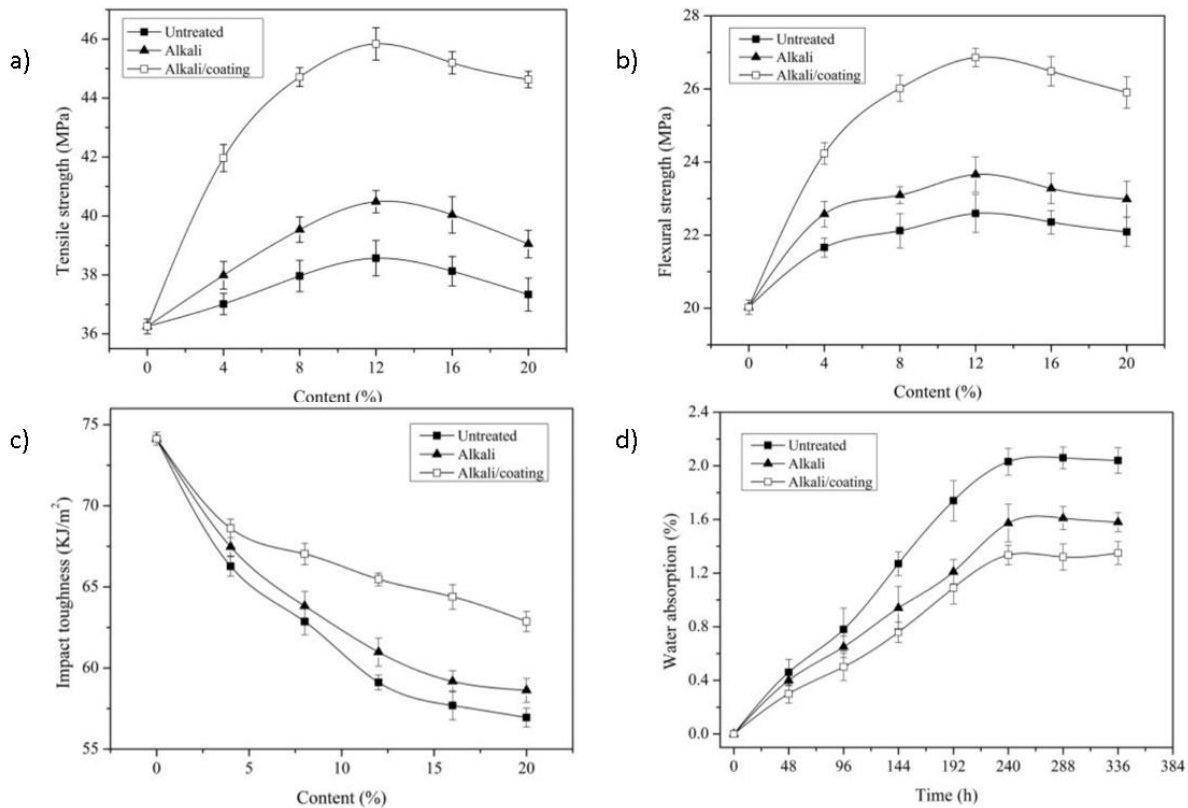 a)
Tensile strength (MPa)
46
44
42
40
38
36
Untreated
Alkali
Alkali/coating
0 4 8 12 16 20
Content (%)
b)
Flexural strength (MPa)
28
26
24
22
20
18
Untreated
Alkali
Alkali/coating
0 4 8 12 16 20
Content (%)
c)
Impact toughness (KJ/m²)
75
70
65
60
55
Untreated
Alkali
Alkali/coating
0 5 10 15 20
Content (%)
d)
Water absorption (%)
2.4
2.0
1.6
1.2
0.8
0.4
0.0
Untreated
Alkali
Alkali/coating
0 48 96 144 192 240 288 336 384
Time (h)